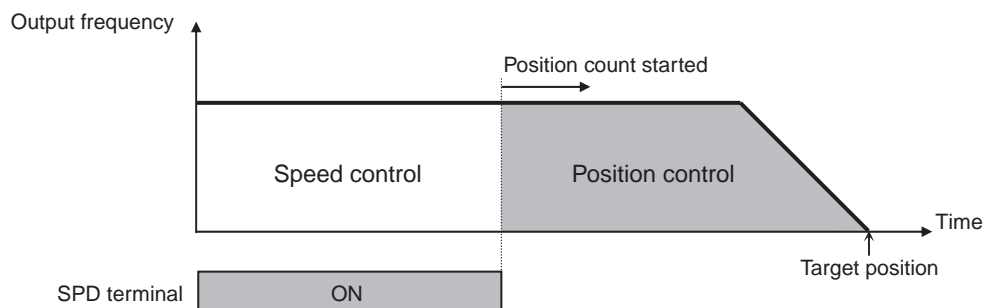 Output frequency
Position count started
Speed control
Position control
Time
Target position
SPD terminal
ON